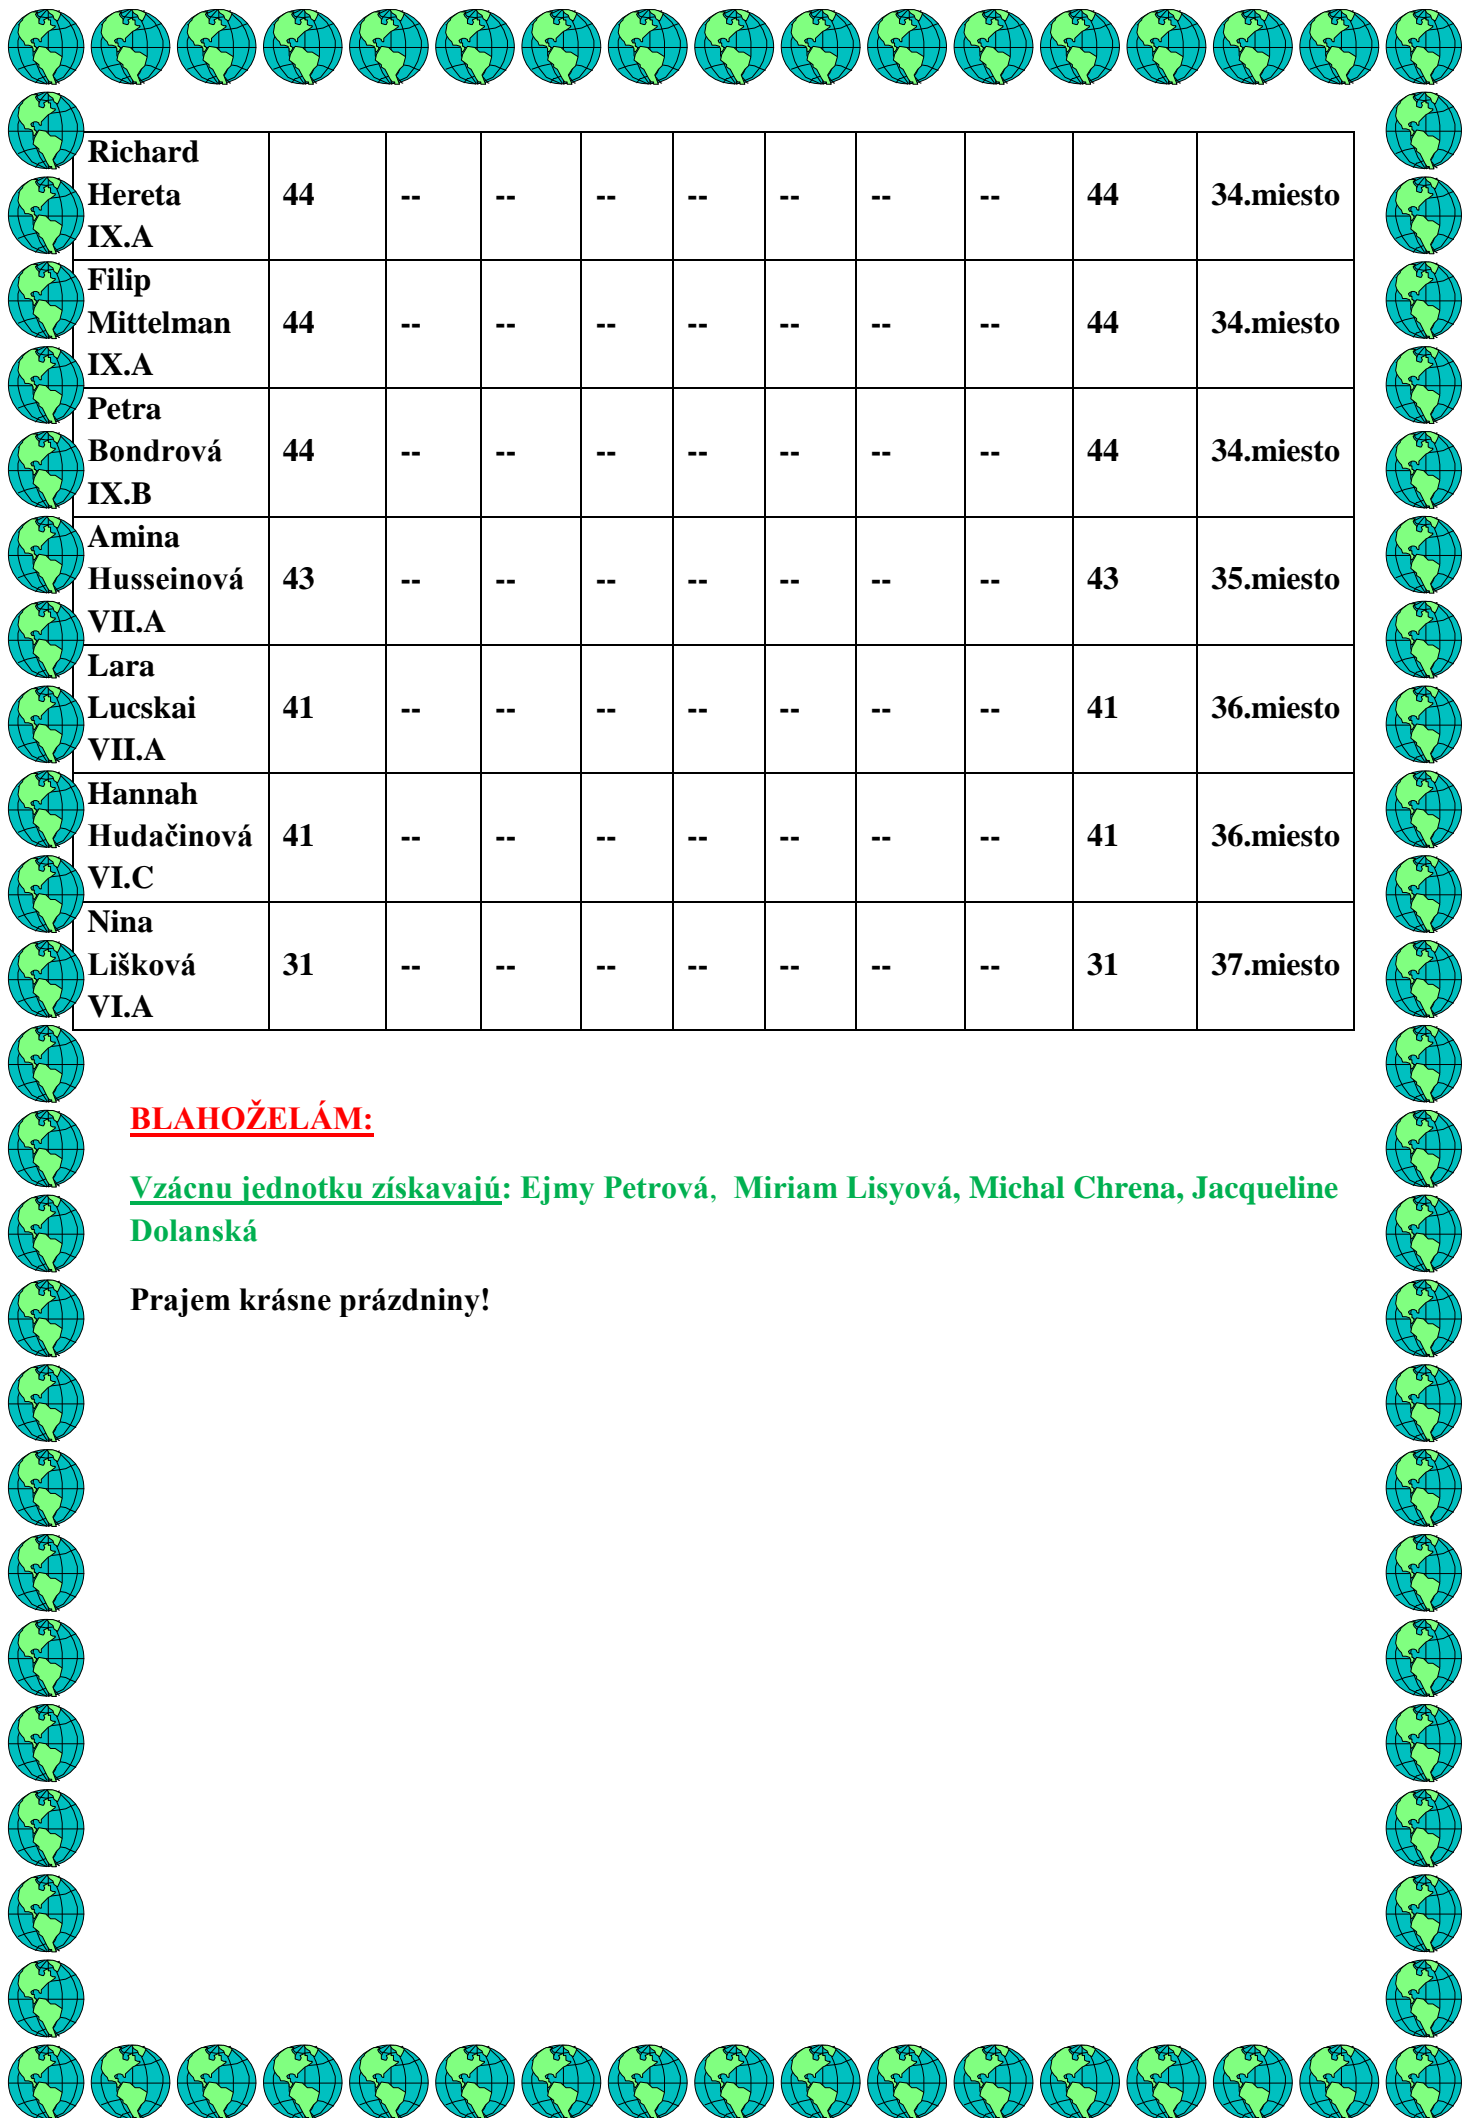 Richard
Hereta
IX.A
44 -- -- -- -- -- -- -- 44 34.miesto
Filip
Mittelman
IX.A
44 -- -- -- -- -- -- -- 44 34.miesto
Petra
Bondrová
IX.B
44 -- -- -- -- -- -- -- 44 34.miesto
Amina
Husseinová
VII.A
43 -- -- -- -- -- -- -- 43 35.miesto
Lara
Lucskai
VII.A
41 -- -- -- -- -- -- -- 41 36.miesto
Hannah
Hudačinová
VI.C
41 -- -- -- -- -- -- -- 41 36.miesto
Nina
Lišková
VI.A
31 -- -- -- -- -- -- -- 31 37.miesto
BLAHOŽELÁM:
Vzácnu jednotku získavajú: Ejmy Petrová, Miriam Lisyová, Michal Chrena, Jacqueline
Dolanská
Prajem krásne prázdniny!